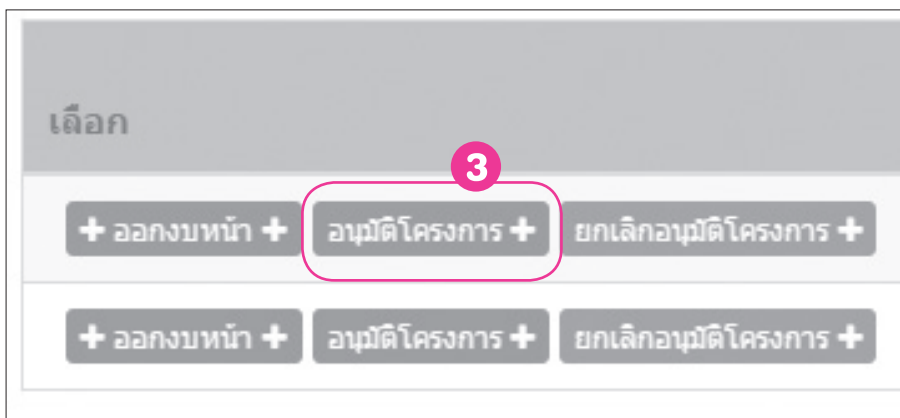 เลือก
3
+ ออกงบหน้า + อนุมัติโครงการ + ยกเลิกอนุมัติโครงการ +
+ ออกงบหน้า + อนุมัติโครงการ + ยกเลิกอนุมัติโครงการ +